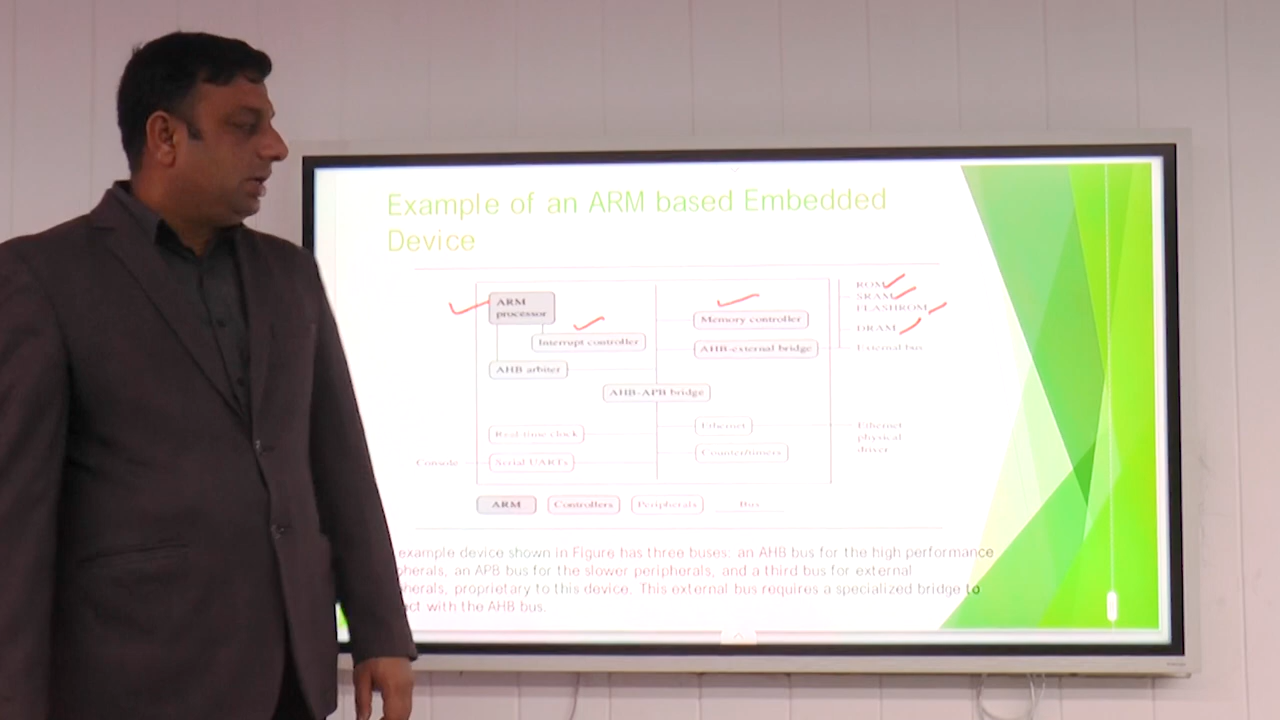 Example of an ARM based Embedded
Device
ARM
processor
Interrupt controller
AHB arbiter
Memory controller
AHB-external bridge
AHB-APB bridge
ROM
SRAM
FLASHROM
DRAM
External bus
Real-time clock
Serial UARTs
Console
Ethernet
Counter/timers
Ethernet
physical
driver
ARM
Controllers
Peripherals
Bus
example device shown in Figure has three buses: an AHB bus for the high performance
pherals, an APB bus for the slower peripherals, and a third bus for external
pherals, proprietary to this device. This external bus requires a specialized bridge to
with the AHB bus.